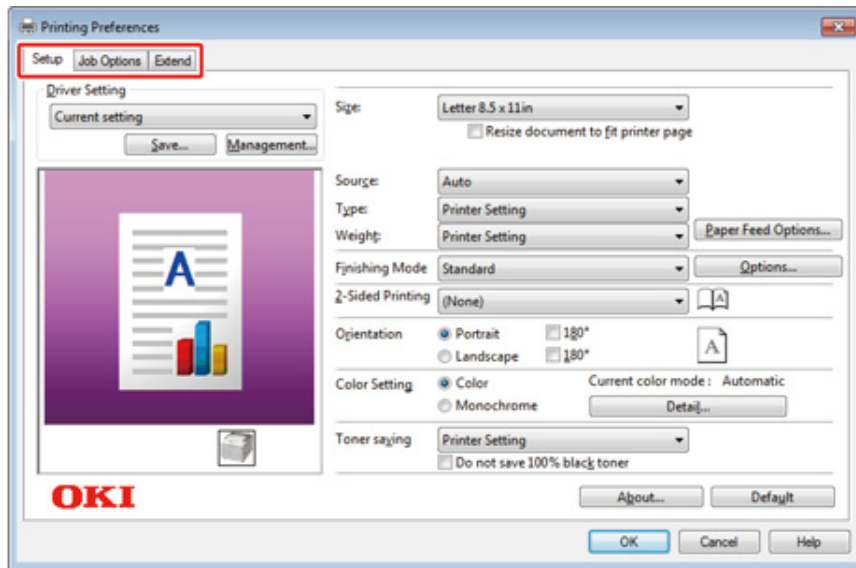 Printing Preferences
Setup Job Options Extend
Driver Setting
Current setting
Save... Management...
A
OKI
Size: Letter 8.5 x 11in
Resize document to fit printer page
Source: Auto
Type: Printer Setting
Weight: Printer Setting Paper Feed Options...
Finishing Mode Standard Options...
2-Sided Printing (None) A
Orientation Portrait 180°
Landscape 180° A
Color Setting Color Current color mode : Automatic
Monochrome Detail...
Toner saving Printer Setting
Do not save 100% black toner
About... Default
OK Cancel Help